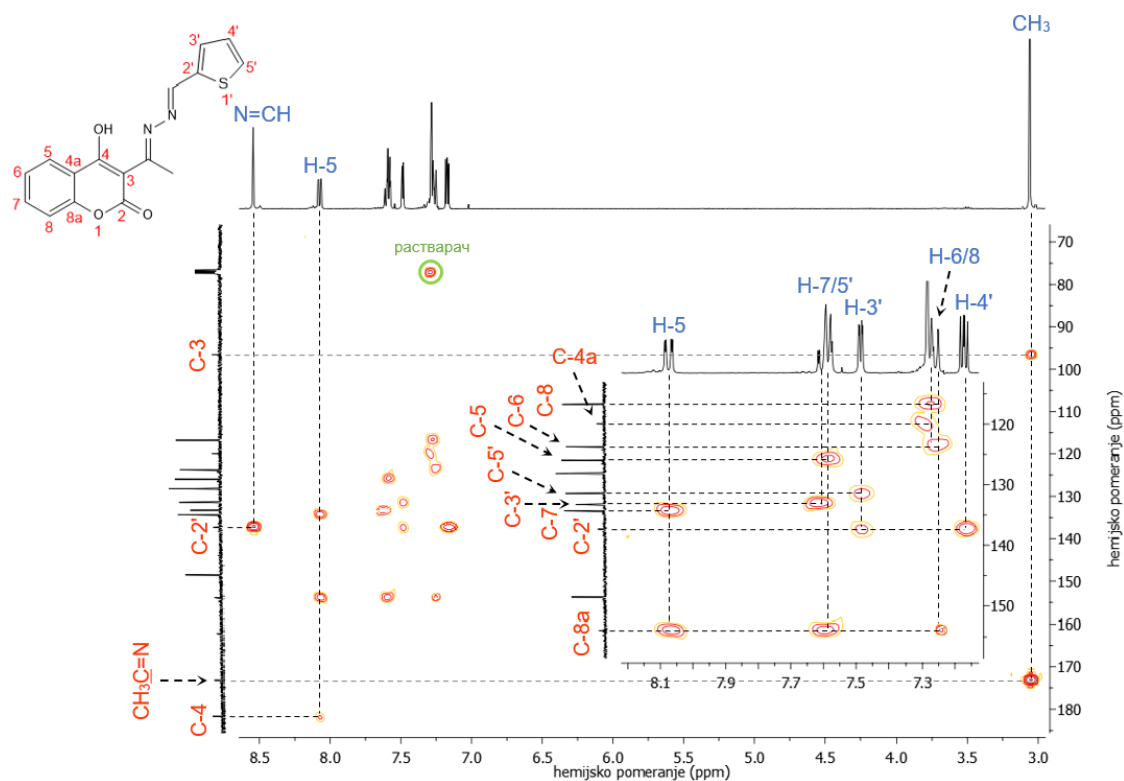 CH₃
N=CH
H-5
OH
N
N
S
O
O
1
2
3
4
4a
5
6
7
8
8a
1'
2'
3'
4'
5'
растварач
H-5
H-7/5'
H-3'
H-6/8
H-4'
C-3
C-2'
CH₃C=N
C-4
C-4a
C-8
C-6
C-5
C-5'
C-3'
C-7
C-2'
C-8a
120
130
140
150
8.1 7.9 7.7 7.5 7.3
70
80
90
100
110
120
130
140
150
160
170
180
hemijsko pomeranje (ppm)
8.5 8.0 7.5 7.0 6.5 6.0 5.5 5.0 4.5 4.0 3.5 3.0
hemijsko pomeranje (ppm)